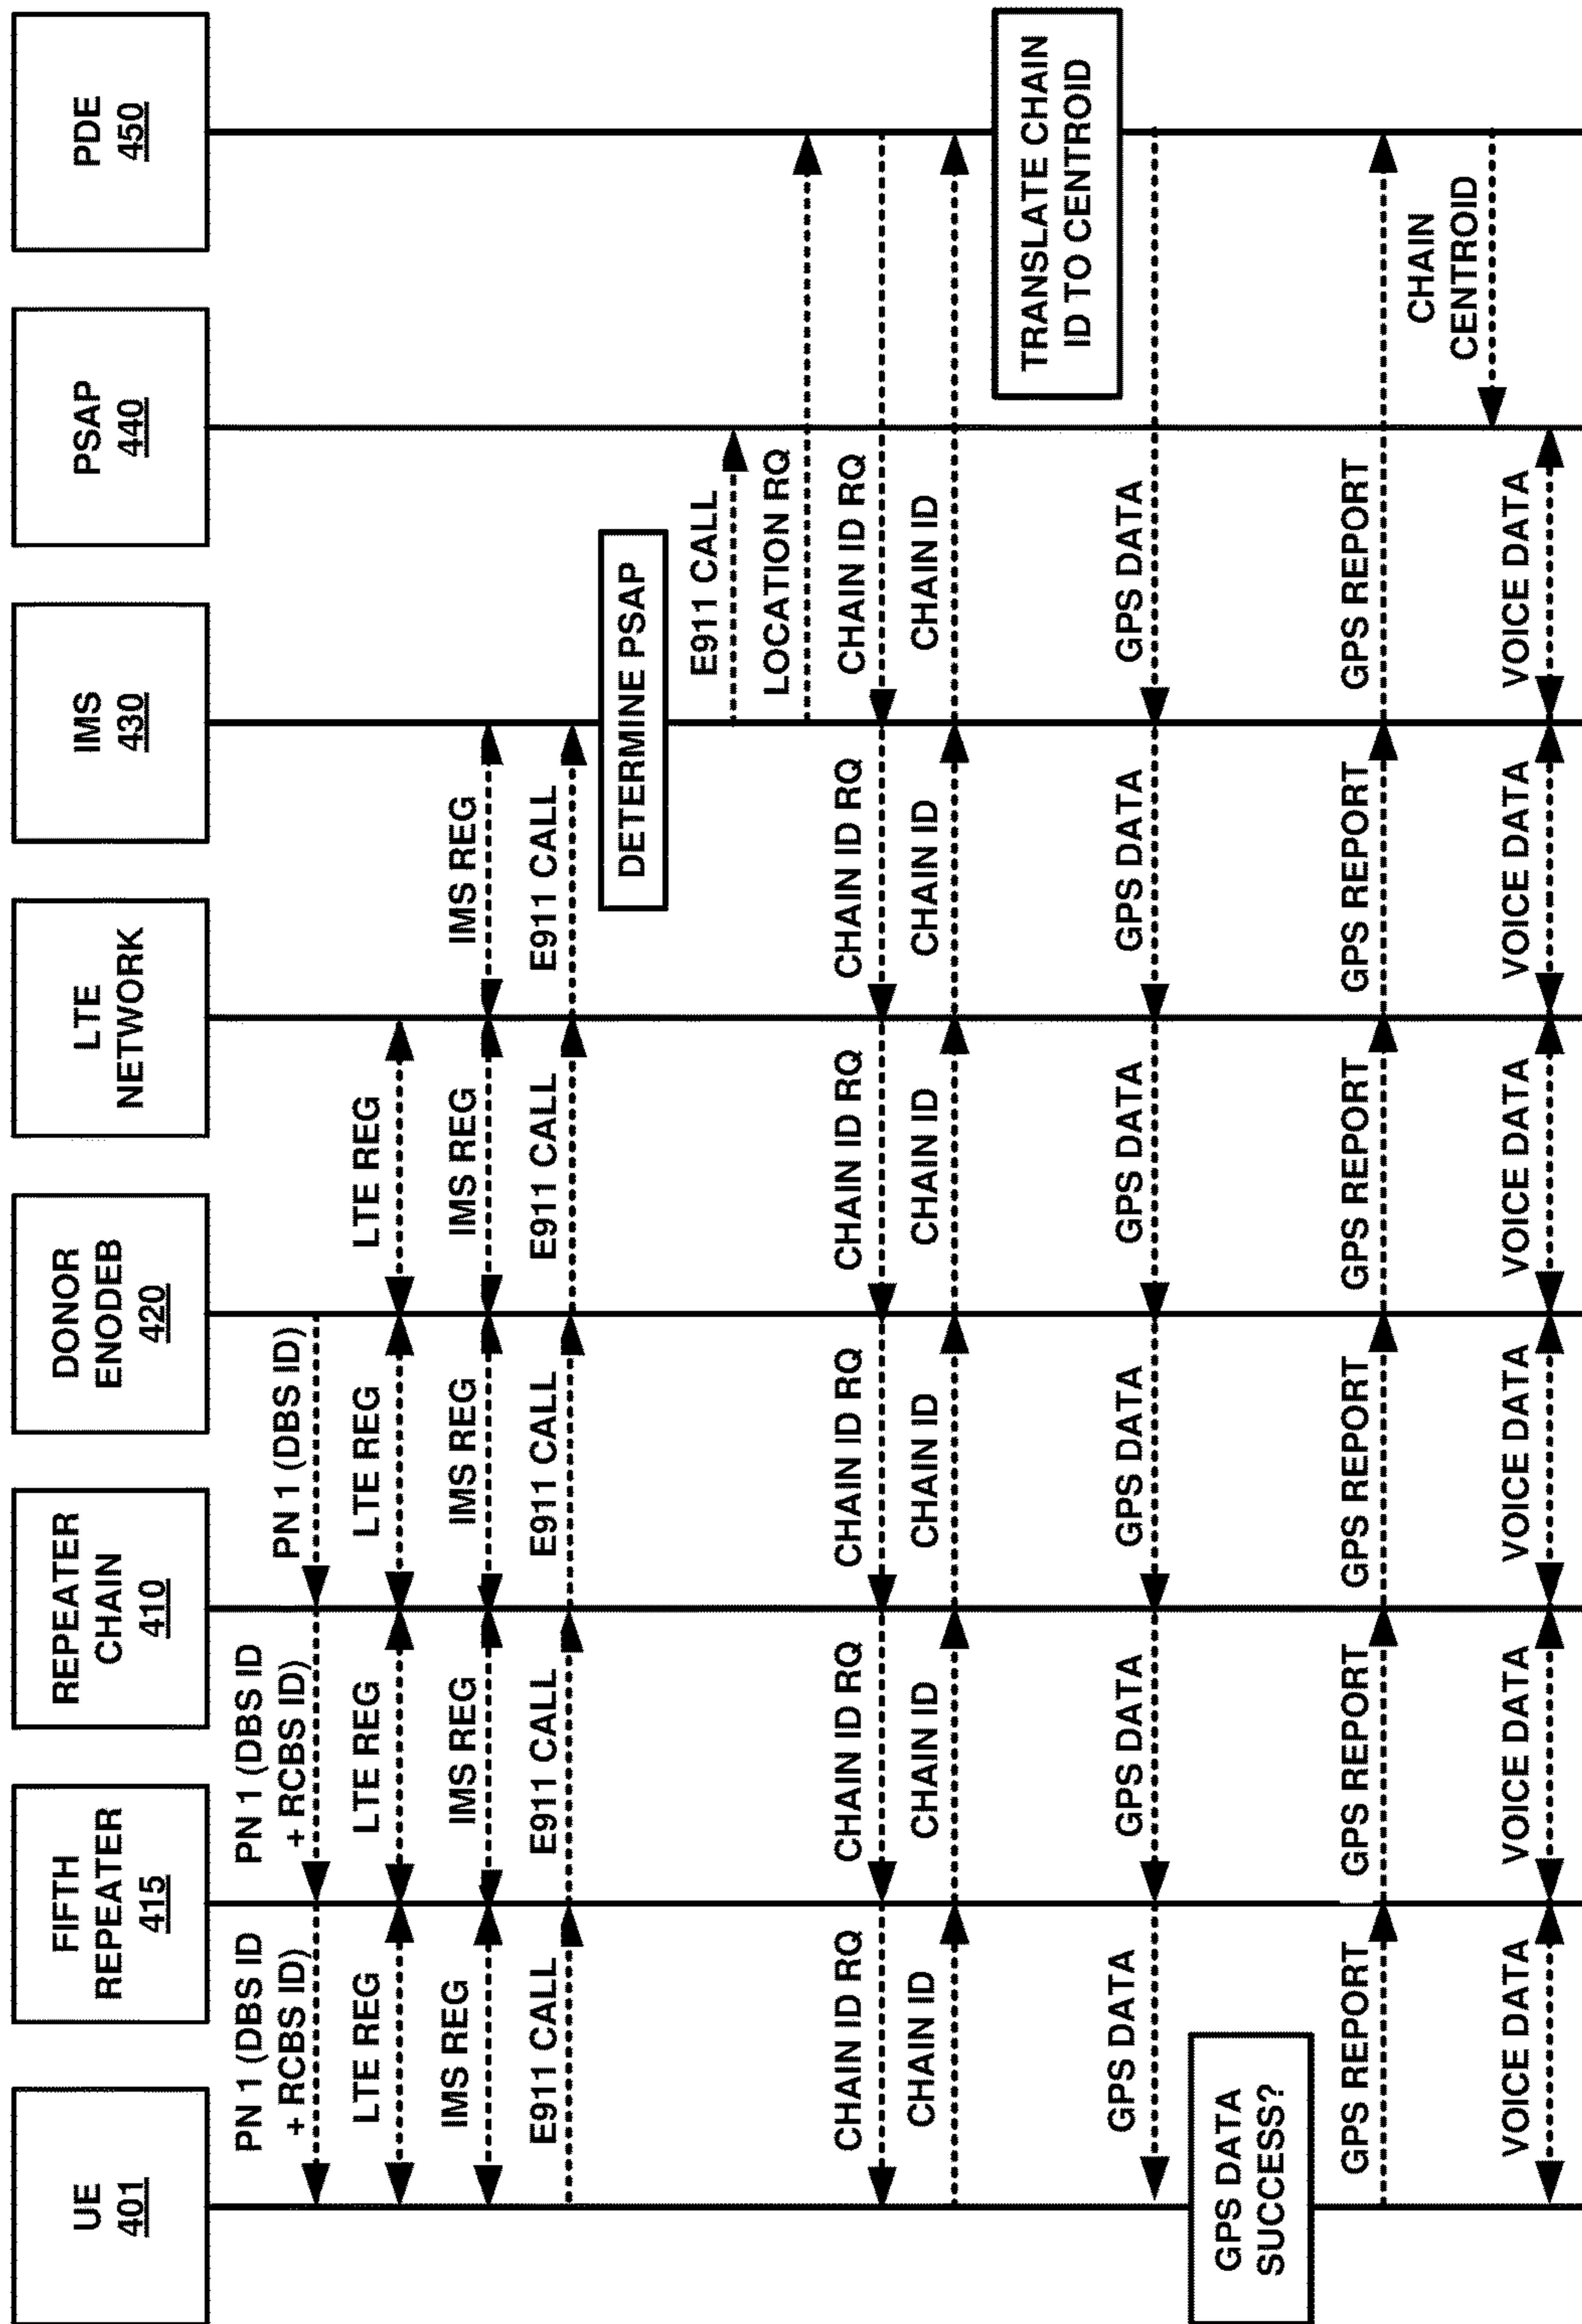 UE
401
FIFTH
REPEATER
415
REPEATER
CHAIN
410
DONOR
ENODEB
420
LTE
NETWORK
IMS
430
PSAP
440
PDE
450
PN 1 (DBS ID
+ RCBS ID)
PN 1 (DBS ID
+ RCBS ID)
PN 1 (DBS ID)
LTE REG
LTE REG
LTE REG
LTE REG
IMS REG
IMS REG
IMS REG
IMS REG
IMS REG
E911 CALL
E911 CALL
E911 CALL
E911 CALL
E911 CALL
DETERMINE PSAP
E911 CALL
LOCATION RQ
CHAIN ID RQ
CHAIN ID RQ
CHAIN ID RQ
CHAIN ID RQ
CHAIN ID RQ
CHAIN ID RQ
CHAIN ID
CHAIN ID
CHAIN ID
CHAIN ID
CHAIN ID
CHAIN ID
TRANSLATE CHAIN
ID TO CENTROID
GPS DATA
GPS DATA
GPS DATA
GPS DATA
GPS DATA
GPS DATA
GPS DATA
SUCCESS?
GPS REPORT
GPS REPORT
GPS REPORT
GPS REPORT
GPS REPORT
GPS REPORT
CHAIN
CENTROID
VOICE DATA
VOICE DATA
VOICE DATA
VOICE DATA
VOICE DATA
VOICE DATA